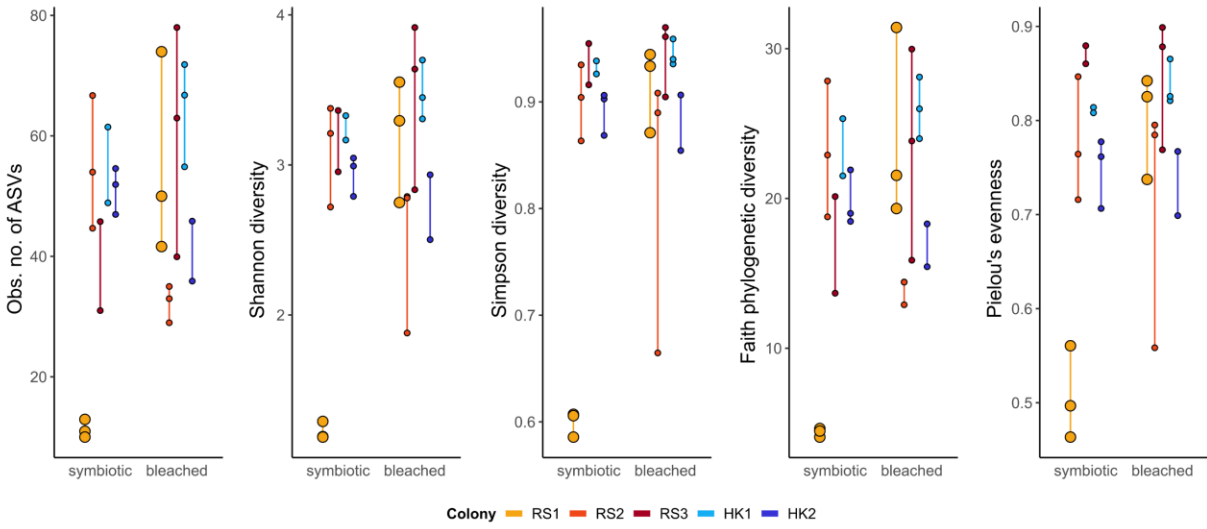 Obs. no. of ASVs
80
60
40
20
symbiotic bleached
Shannon diversity
4
3
2
symbiotic bleached
Simpson diversity
0.9
0.8
0.7
0.6
symbiotic bleached
Faith phylogenetic diversity
30
20
10
symbiotic bleached
Pielou's evenness
0.9
0.8
0.7
0.6
0.5
symbiotic bleached
Colony RS1 RS2 RS3 HK1 HK2